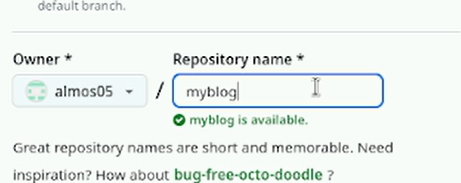 default branch.
Owner * Repository name *
almos05 / myblog
myblog is available.
Great repository names are short and memorable. Need
inspiration? How about bug-free-octo-doodle ?